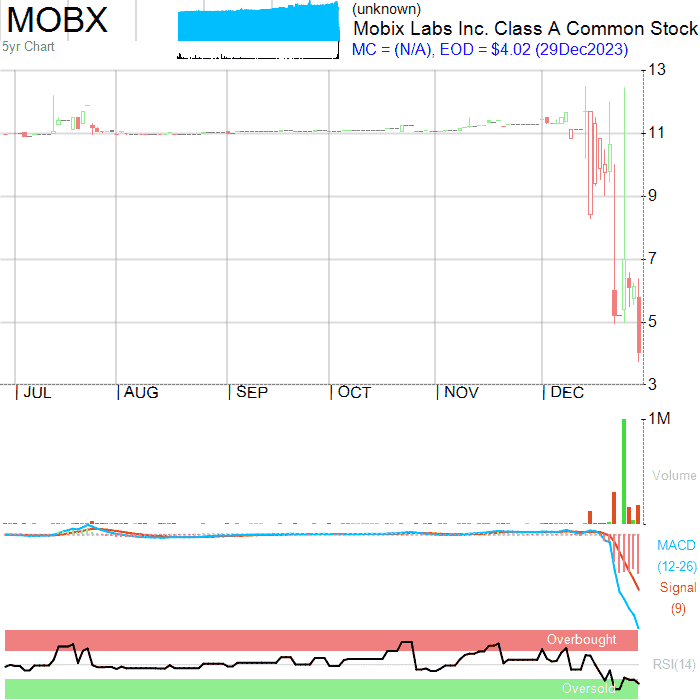 MOBX
5yr Chart
(unknown)
Mobix Labs Inc. Class A Common Stock
MC = (N/A), EOD = $4.02 (29Dec2023)
13
11
9
7
5
3
JUL AUG SEP OCT NOV DEC
1M
Volume
MACD
(12-26)
Signal
(9)
Overbought
RSI(14)
Oversold